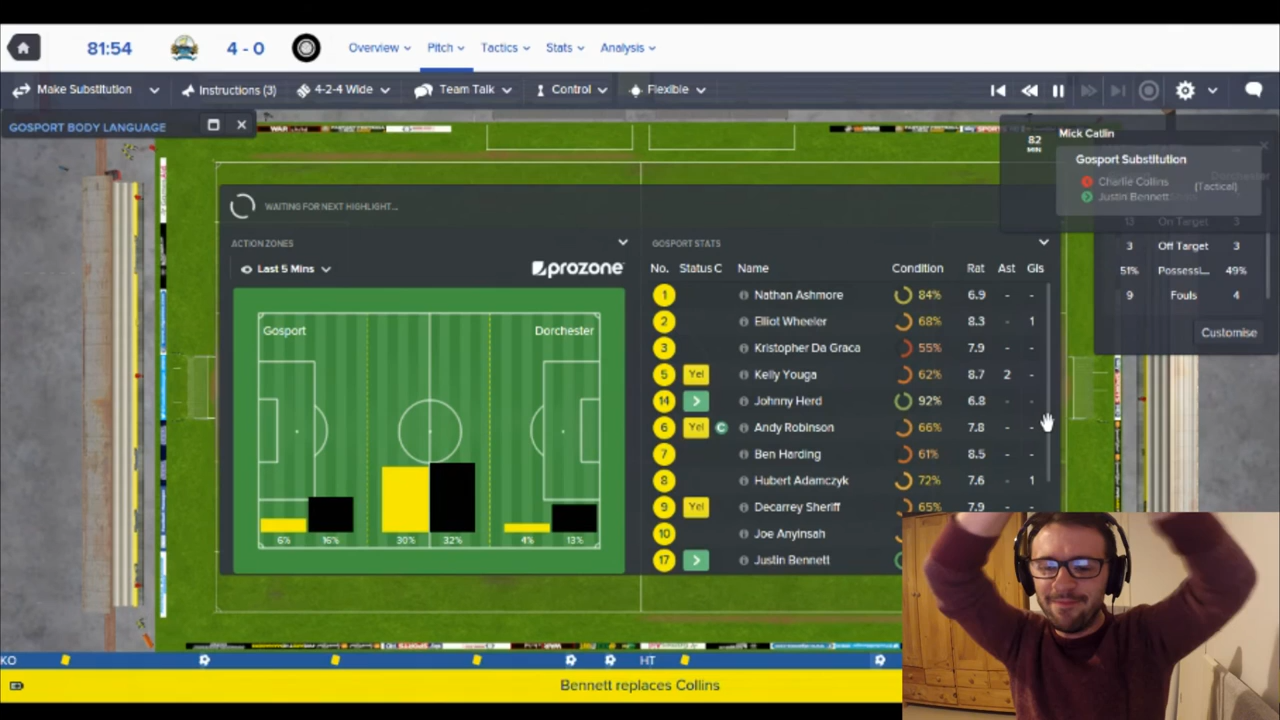 81:54 4 - 0 Overview Pitch Tactics Stats Analysis
Make Substitution Instructions (3) 4-2-4 Wide Team Talk Control Flexible
GOSPORT BODY LANGUAGE
82 MIN
Mick Catlin
Gosport Substitution
Charlie Collins (Tactical)
Justin Bennett
13 On Target 3
3 Off Target 3
51% Possessi... 49%
9 Fouls 4
Customise
WAITING FOR NEXT HIGHLIGHT...
ACTION ZONES
Last 5 Mins prozone
Gosport Dorchester
6% 16% 30% 32% 4% 13%
GOSPORT STATS
No. Status C Name Condition Rat Ast Gls
1 Nathan Ashmore 84% 6.9 - -
2 Elliot Wheeler 68% 8.3 - 1
3 Kristopher Da Graca 55% 7.9 - -
5 Yel Kelly Youga 62% 8.7 2 -
14 Johnny Herd 92% 6.8 - -
6 Yel C Andy Robinson 66% 7.8 - -
7 Ben Harding 61% 8.5 - -
8 Hubert Adamczyk 72% 7.6 - 1
9 Yel Decarrey Sheriff 65% 7.9
10 Joe Anyinsah
17 Justin Bennett
KO HT
Bennett replaces Collins